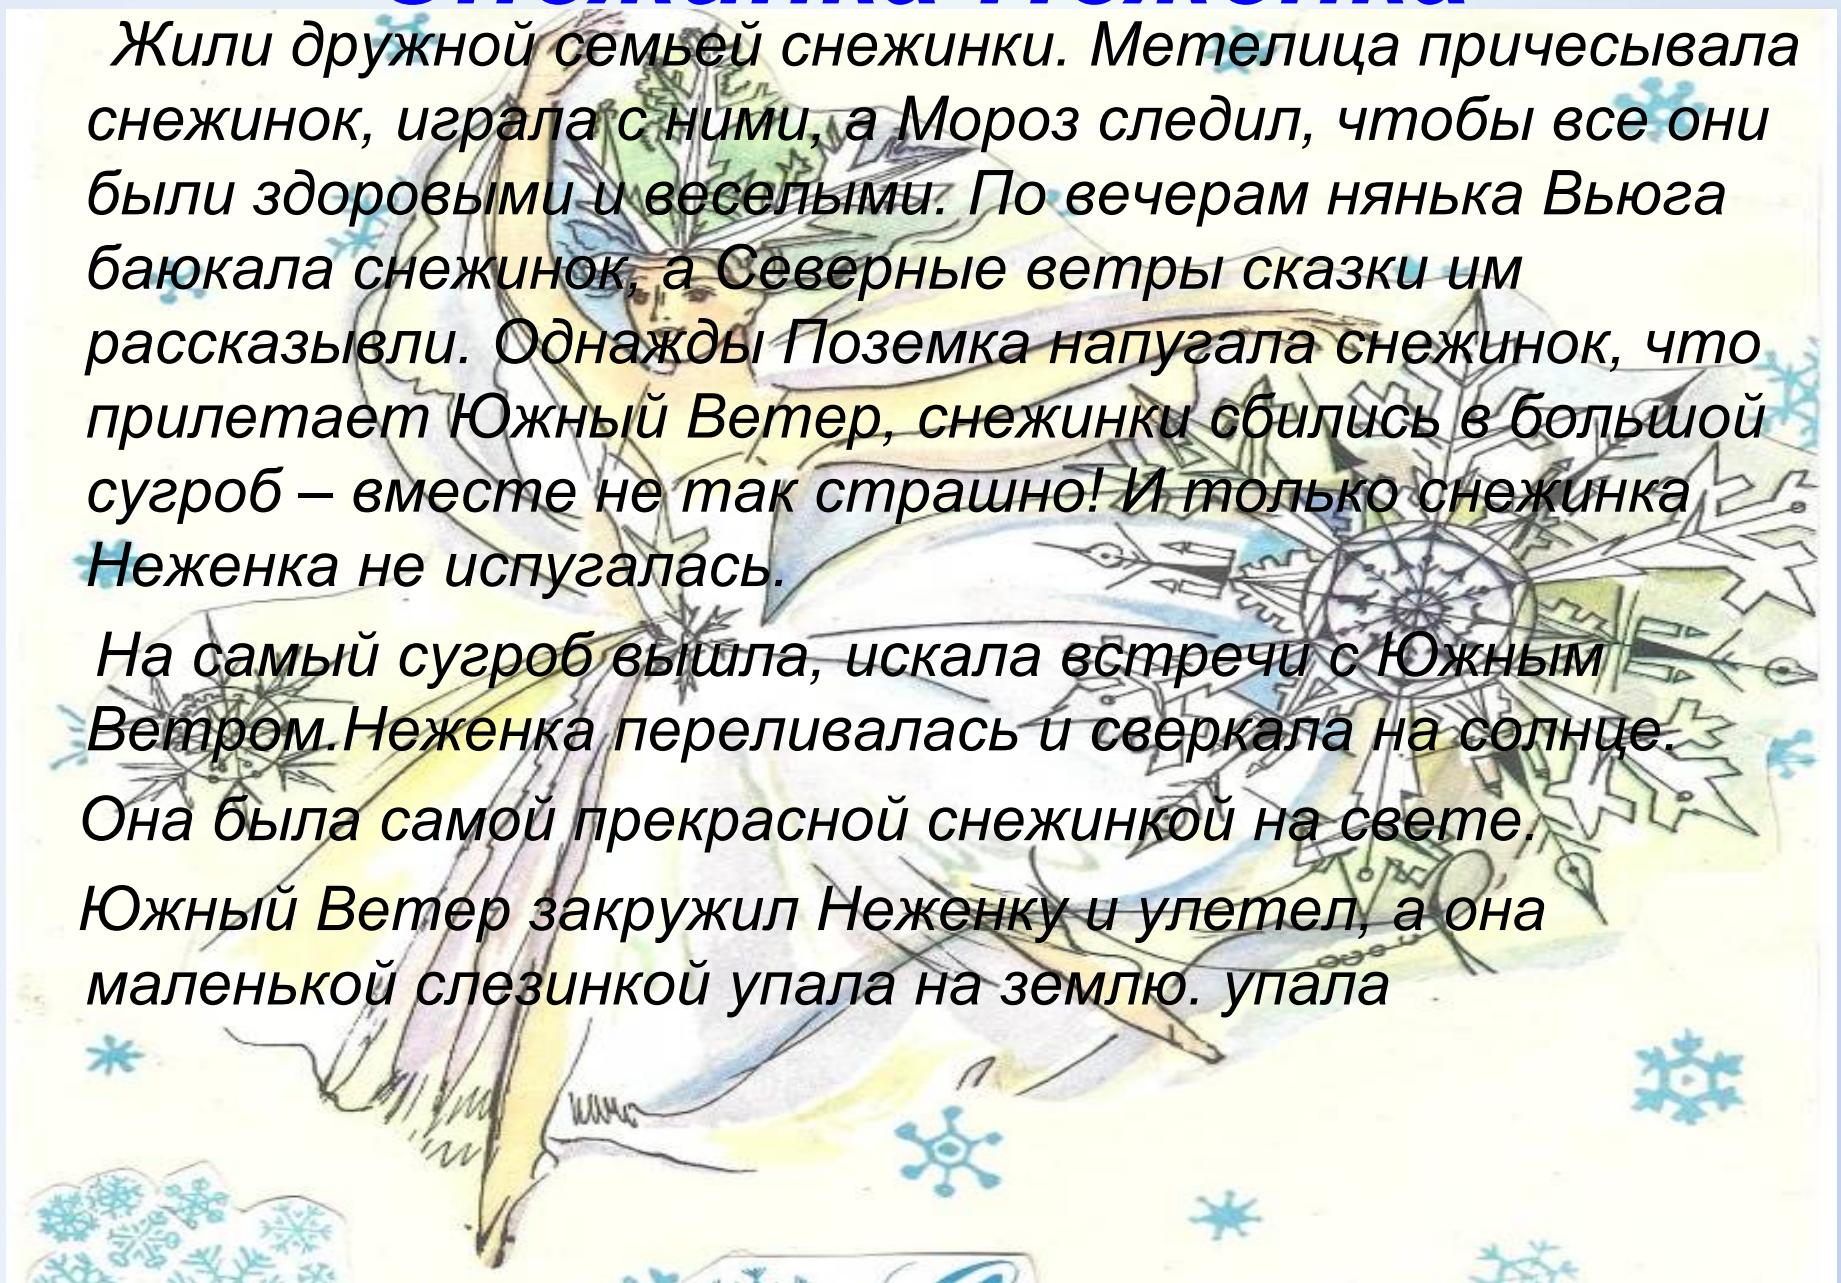 Жили дружной семьей снежинки. Метелица причесывала
снежинок, играла с ними, а Мороз следил, чтобы все они
были здоровыми и веселыми. По вечерам нянька Вьюга
баюкала снежинок, а Северные ветры сказки им
рассказывли. Однажды Поземка напугала снежинок, что
прилетает Южный Ветер, снежинки сбились в большой
сугроб – вместе не так страшно! И только снежинка
Неженка не испугалась.
На самый сугроб вышла, искала встречи с Южным
Ветром.Неженка переливалась и сверкала на солнце.
Она была самой прекрасной снежинкой на свете.
Южный Ветер закружил Неженку и улетел, а она
маленькой слезинкой упала на землю. упала